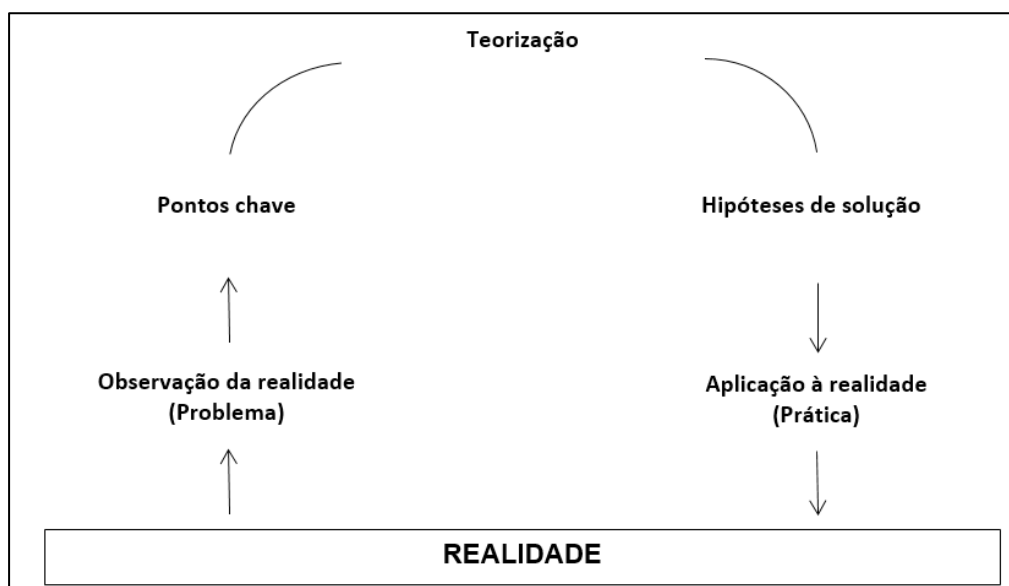 Teorização
Pontos chave
Hipóteses de solução
Observação da realidade
(Problema)
Aplicação à realidade
(Prática)
REALIDADE